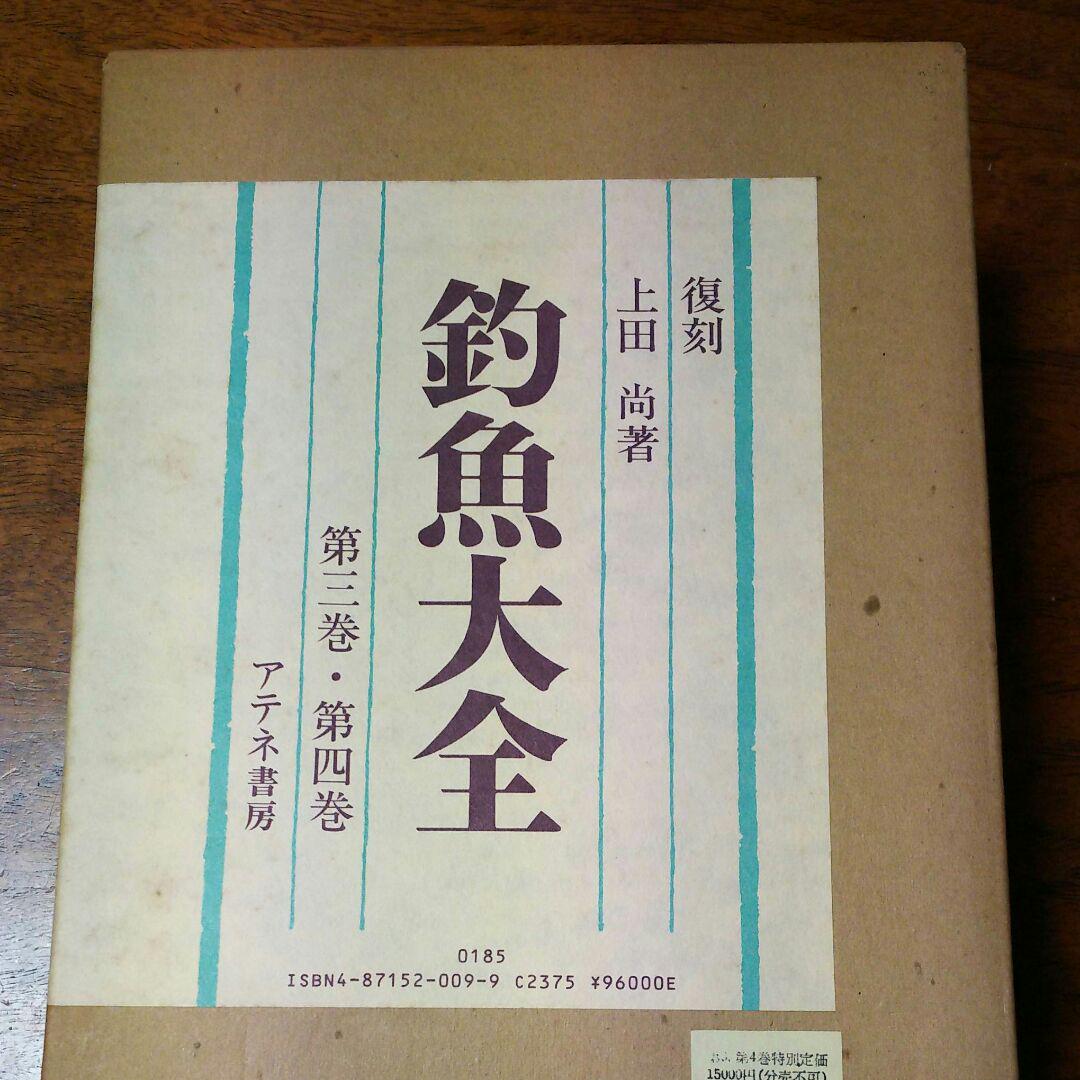 復刻
上田 尚著
釣魚大全
第三巻・第四巻
アテネ書房
0185
ISBN4-87152-009-9 C2375 ¥96000E
第4巻特別定価
15000円(分売不可)